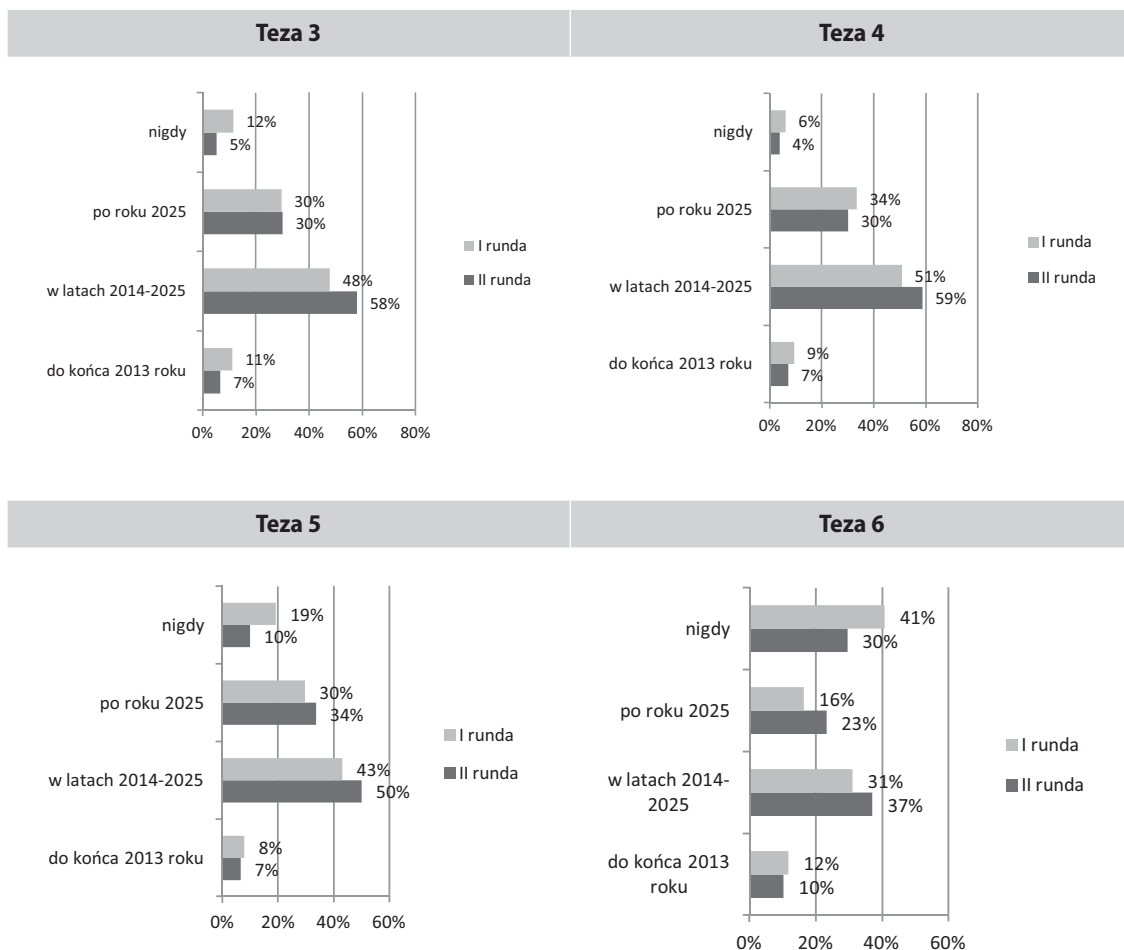 Teza 3
Teza 4
nigdy
12%
5%
po roku 2025
30%
30%
w latach 2014-2025
48%
58%
do końca 2013 roku
11%
7%
0% 20% 40% 60% 80%
I runda
II runda
nigdy
6%
4%
po roku 2025
34%
30%
w latach 2014-2025
51%
59%
do końca 2013 roku
9%
7%
0% 20% 40% 60% 80%
I runda
II runda
Teza 5
Teza 6
nigdy
19%
10%
po roku 2025
30%
34%
w latach 2014-2025
43%
50%
do końca 2013 roku
8%
7%
0% 20% 40% 60%
I runda
II runda
nigdy
41%
30%
po roku 2025
16%
23%
w latach 2014-
2025
31%
37%
do końca 2013
roku
12%
10%
0% 20% 40% 60%
I runda
II runda